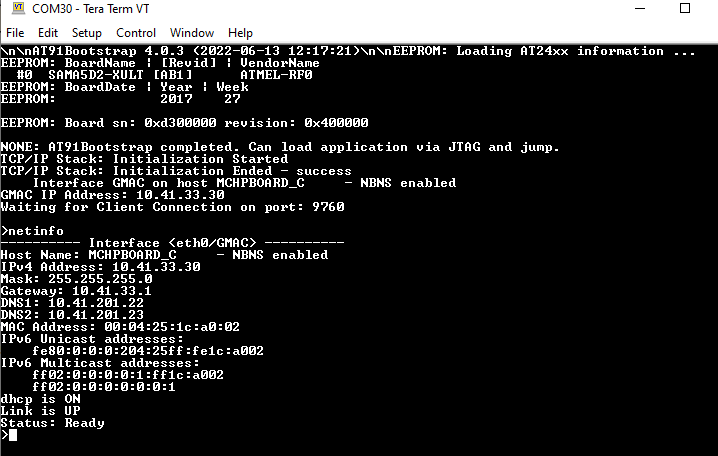 COM30 - Tera Term VT
File Edit Setup Control Window Help
\n\nAT91Bootstrap 4.0.3 (2022-06-13 12:17:21)\n\nEEPROM: Loading AT24xx information ...
EEPROM: BoardName | [Revid] | VendorName
#0 SAMA5D2-XULT [AB1] ATMEL-RF0
EEPROM: BoardDate | Year | Week
EEPROM: 2017 27
EEPROM: Board sn: 0xd300000 revision: 0x400000
NONE: AT91Bootstrap completed. Can load application via JTAG and jump.
TCP/IP Stack: Initialization Started
TCP/IP Stack: Initialization Ended - success
Interface GMAC on host MCHPBOARD_C - NBNS enabled
GMAC IP Address: 10.41.33.30
Waiting for Client Connection on port: 9760
>netinfo
---------- Interface <eth0/GMAC> ----------
Host Name: MCHPBOARD_C - NBNS enabled
IPv4 Address: 10.41.33.30
Mask: 255.255.255.0
Gateway: 10.41.33.1
DNS1: 10.41.201.22
DNS2: 10.41.201.23
MAC Address: 00:04:25:1c:a0:02
IPv6 Unicast addresses:
fe80:0:0:0:204:25ff:fe1c:a002
IPv6 Multicast addresses:
ff02:0:0:0:0:1:ff1c:a002
ff02:0:0:0:0:0:0:1
dhcp is ON
Link is UP
Status: Ready
>